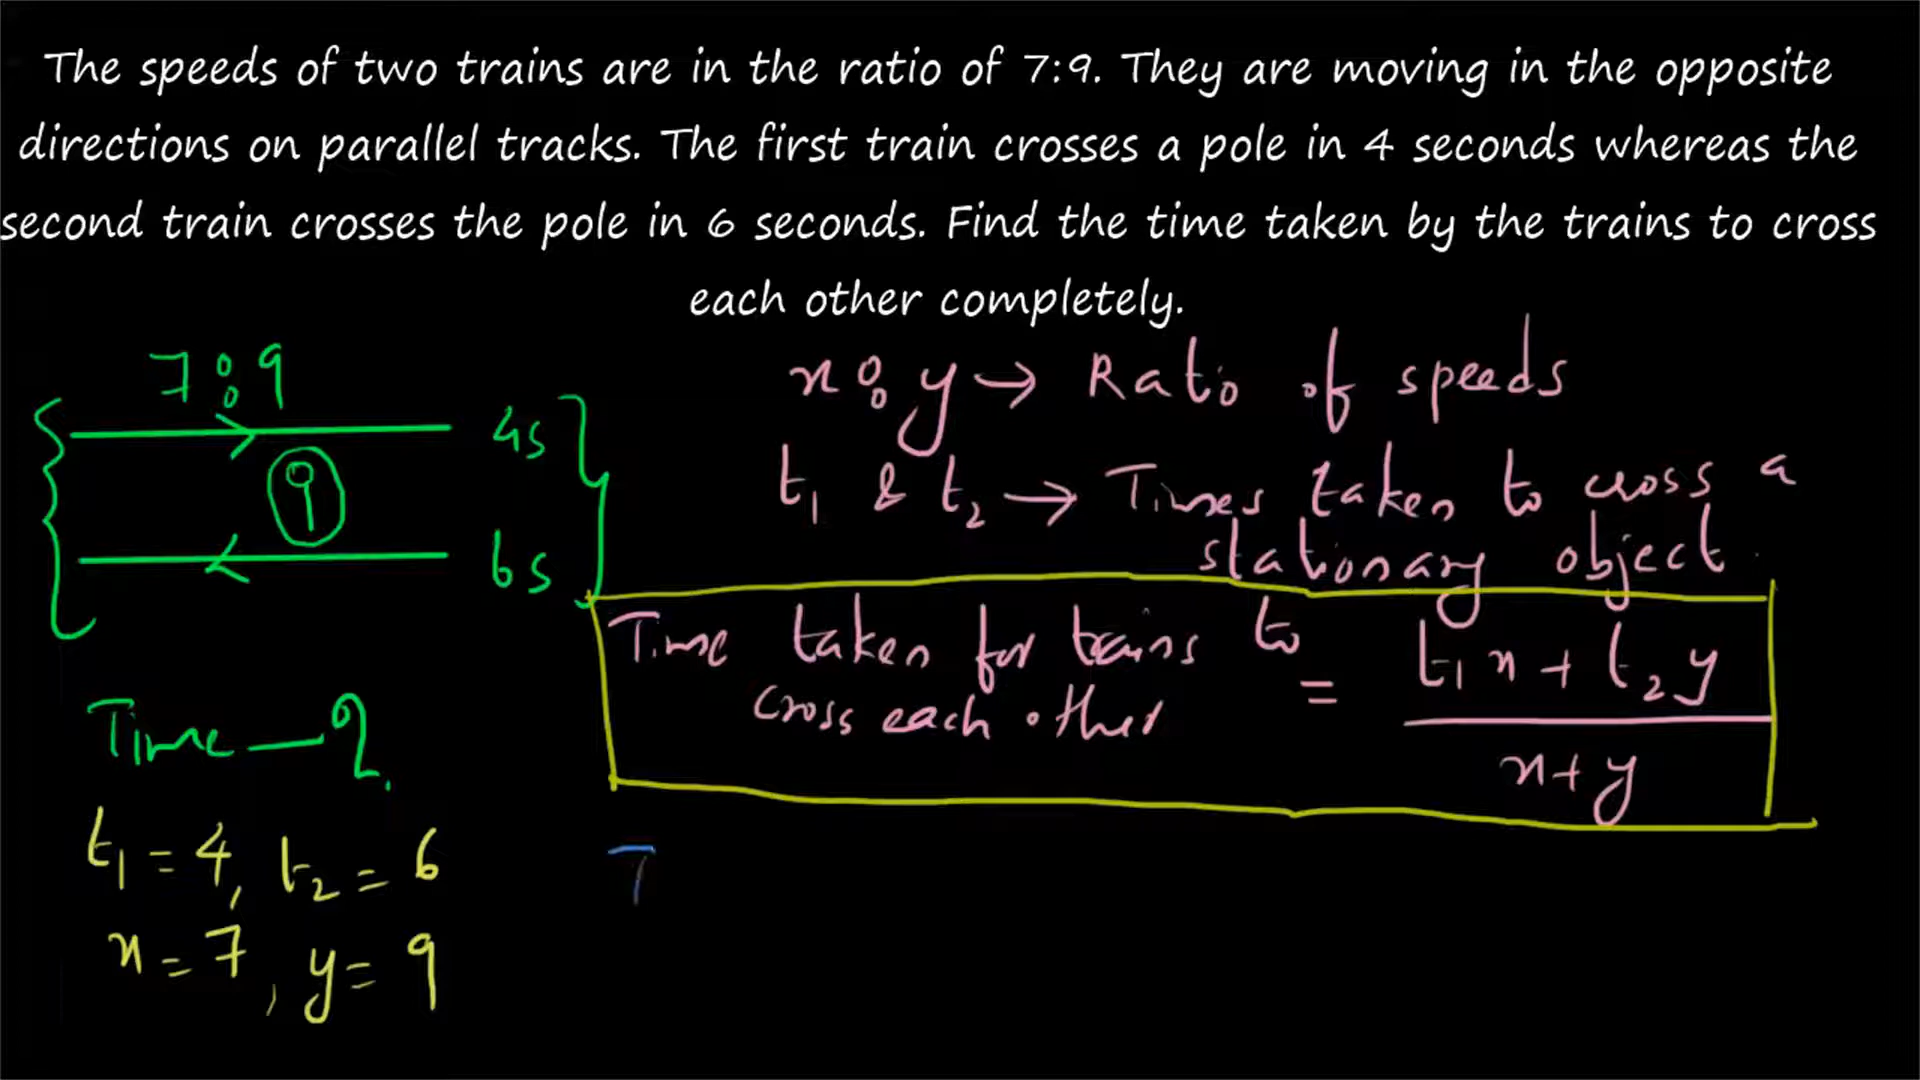 The speeds of two trains are in the ratio of 7:9. They are moving in the opposite
directions on parallel tracks. The first train crosses a pole in 4 seconds whereas the
second train crosses the pole in 6 seconds. Find the time taken by the trains to cross
each other completely.
7:9
4s
6s
Time — ?
t₁ = 4, t₂ = 6
x = 7, y = 9
x:y → Ratio of speeds
t₁ & t₂ → Times taken to cross a
stationary object
Time taken for trains to
cross each other = (t₁x + t₂y)
x+y
T